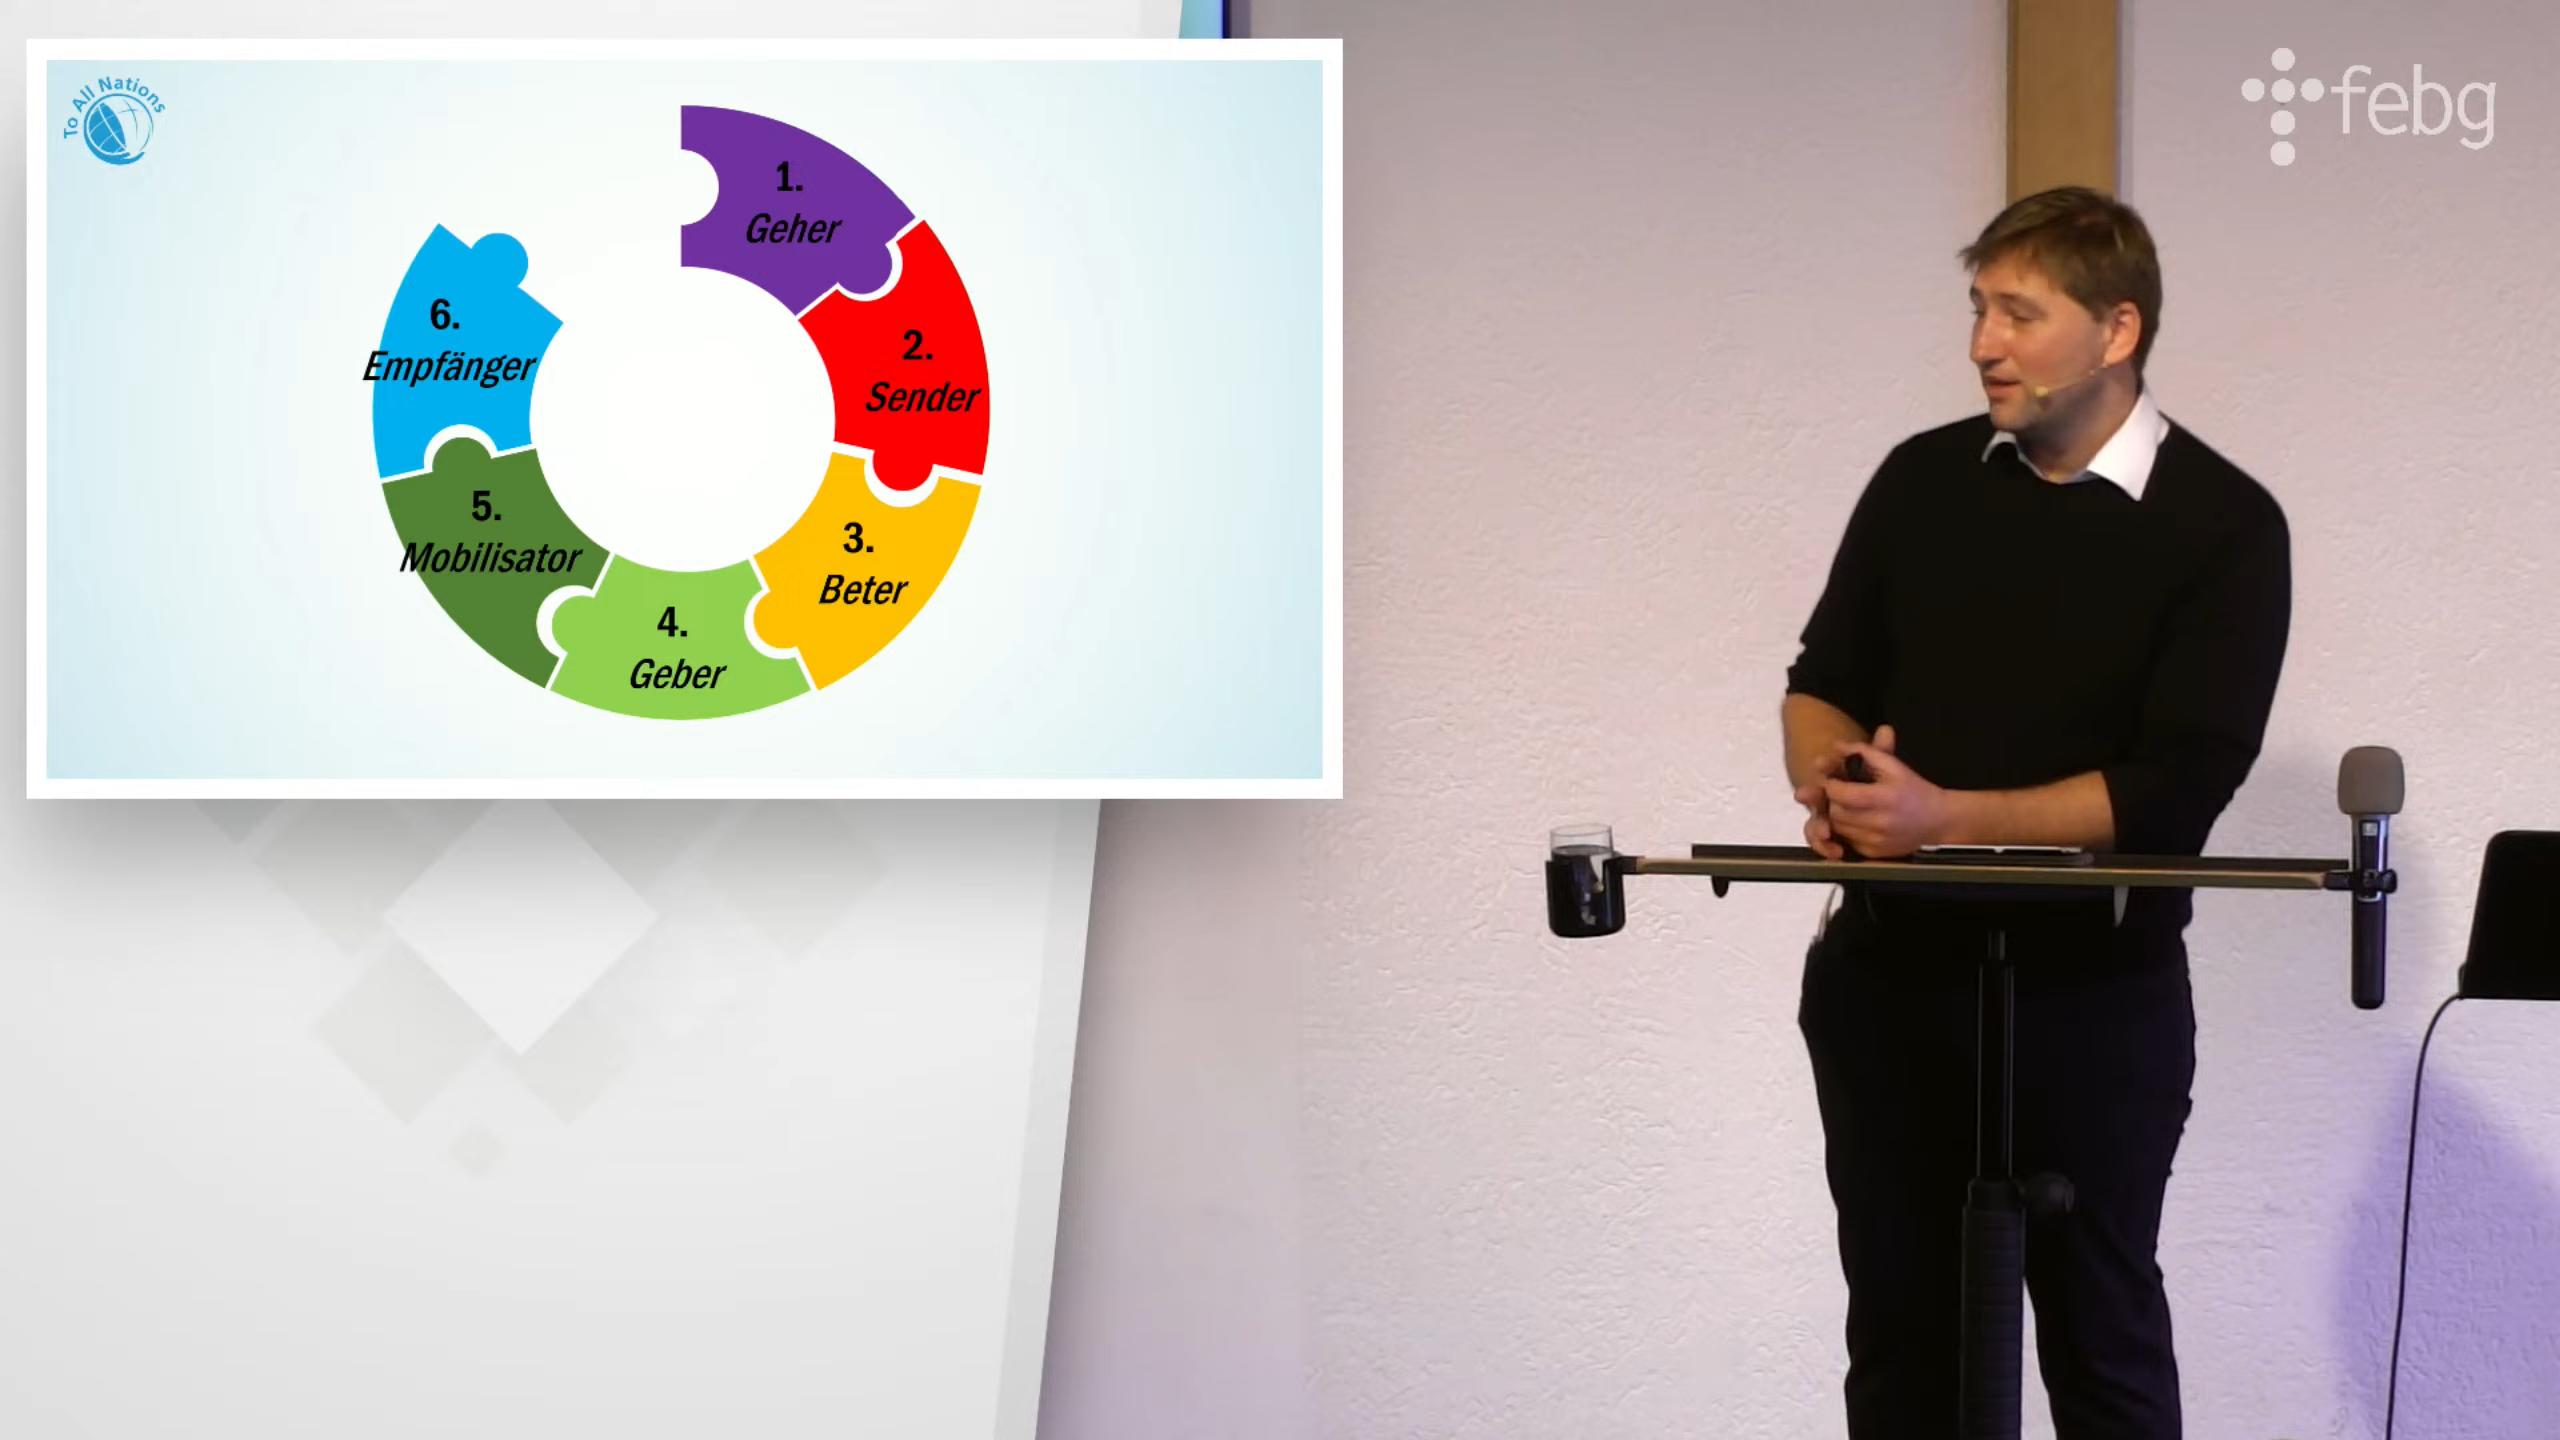 To All Nations
1.
Geher
2.
Sender
3.
Beter
4.
Geber
5.
Mobilisator
6.
Empfänger
febg